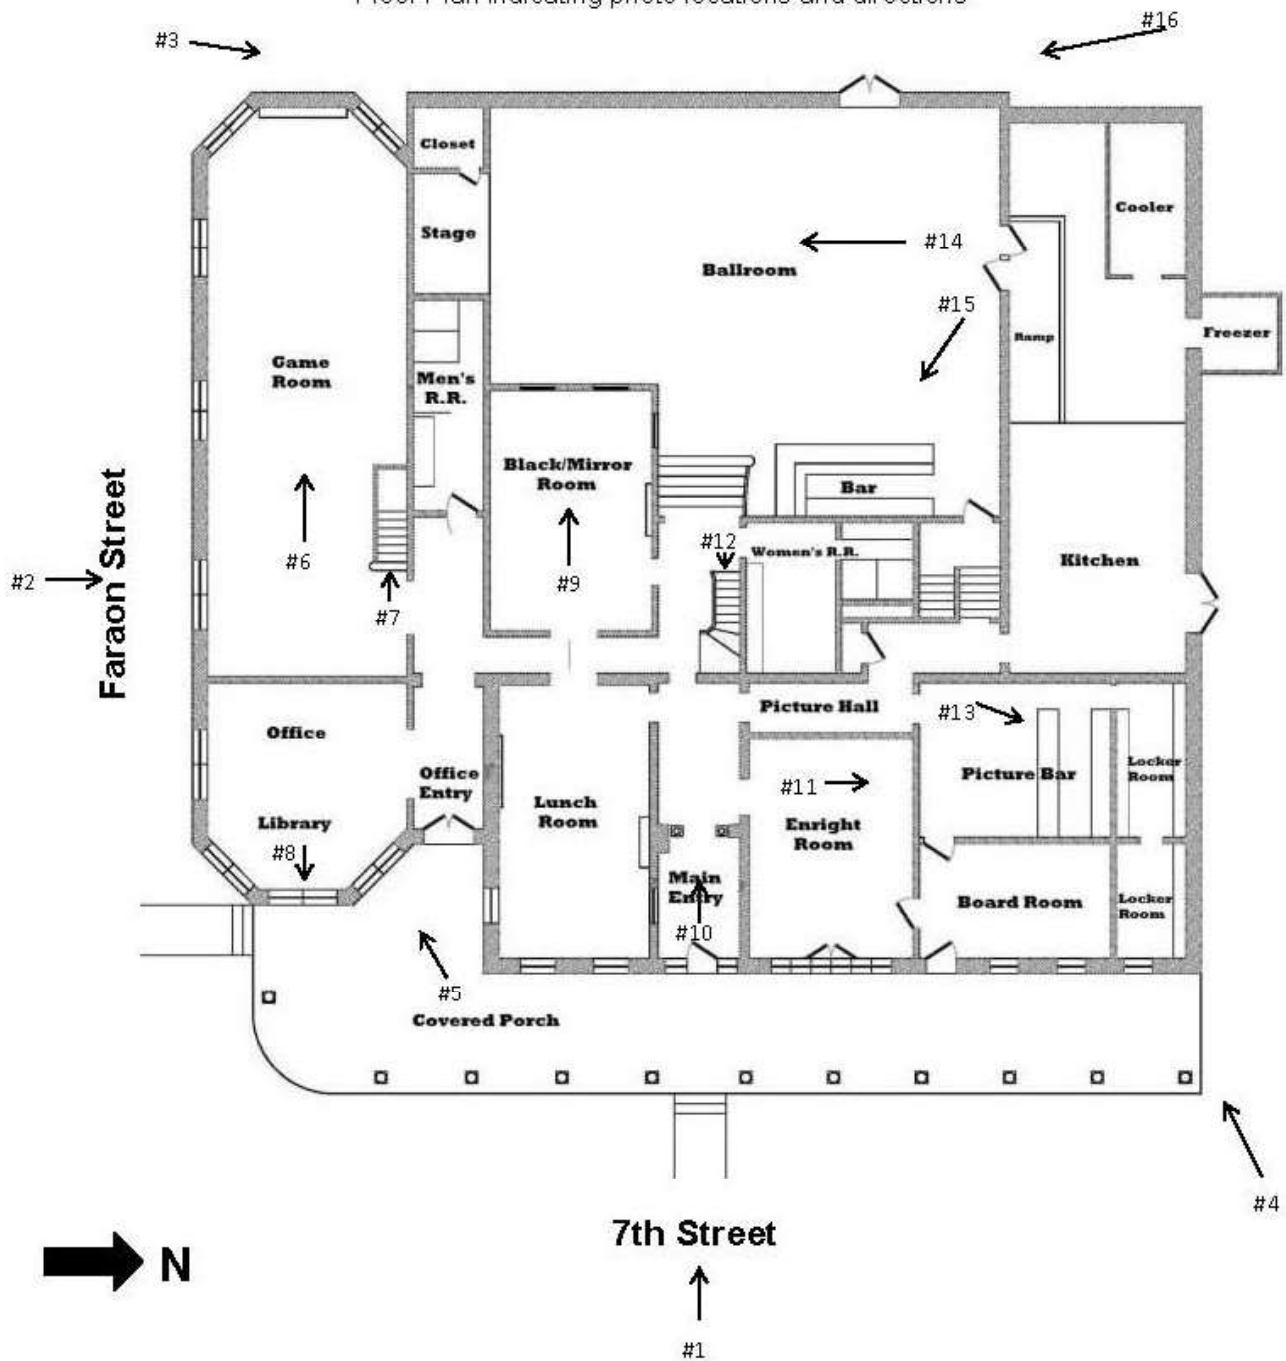 Floor Plan indicating photo locations and directions
#16
#3
Closet
Cooler
Stage
#14
Ballroom
#15
Ramp
Freezer
Game
Room
Men's
R.R.
Black/Mirror
Room
Bar
Faraon Street
#12
Women's R.R.
#6
Kitchen
#2
#9
#7
Picture Hall
#13
Office
Office
Entry
Picture Bar
Locker
Room
#11
Lunch
Room
Library
Enright
Room
#8
Main
Entry
Board Room
Locker
Room
#10
#5
Covered Porch
#4
7th Street
N
#1